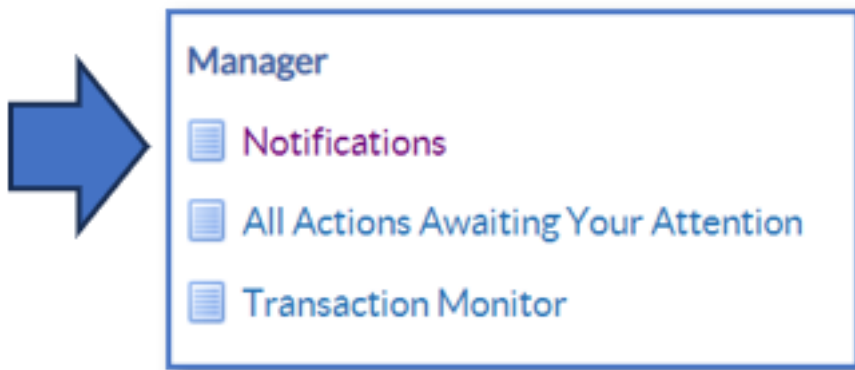 Manager
Notifications
All Actions Awaiting Your Attention
Transaction Monitor